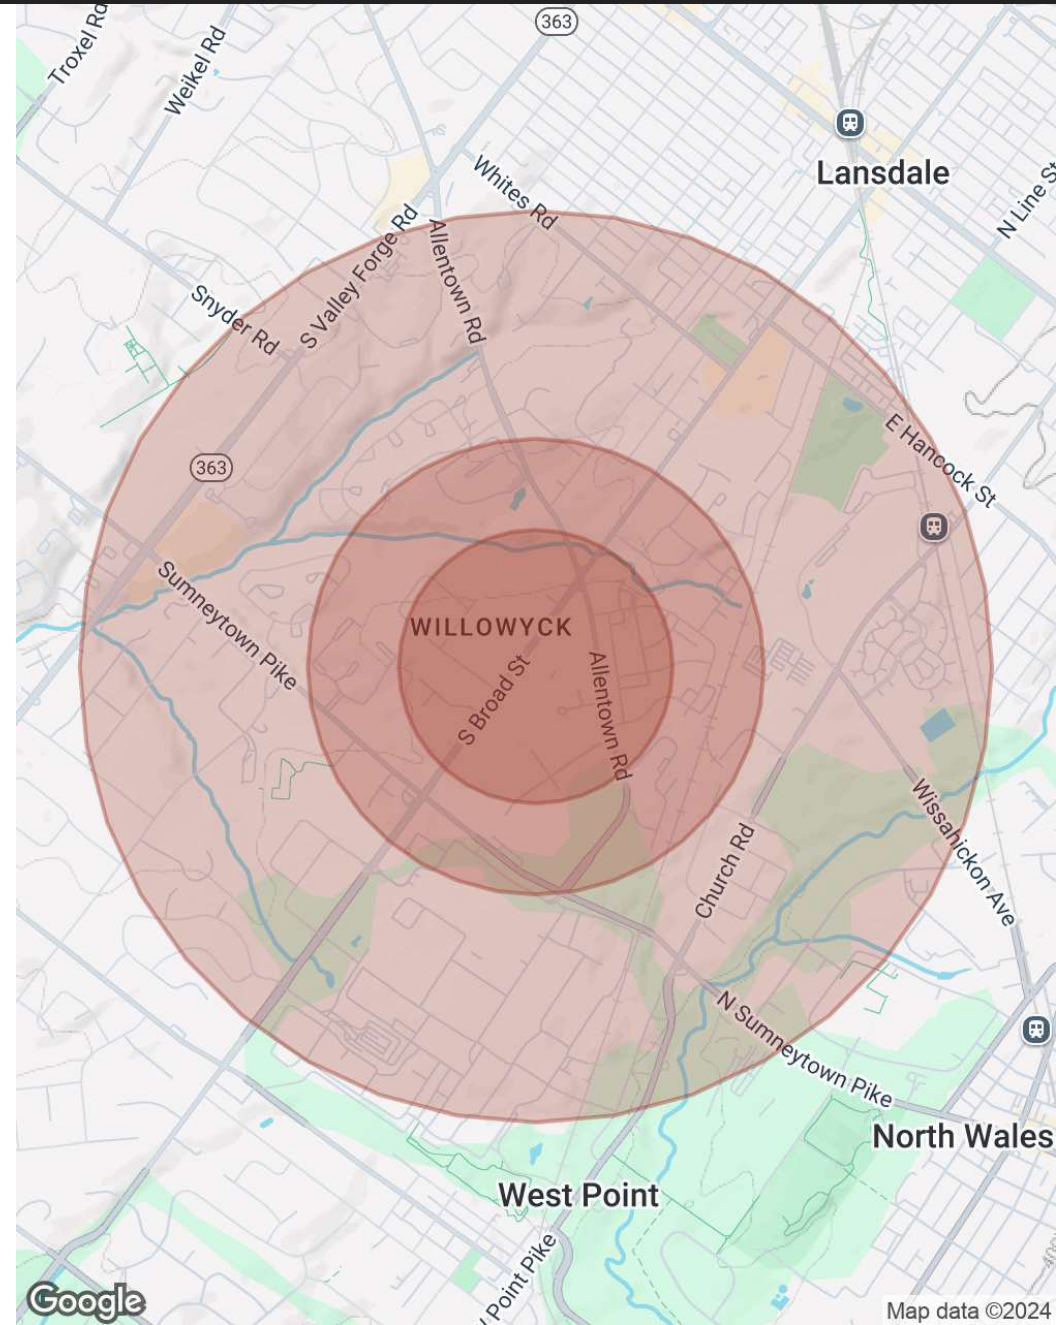 363
Troxel Rd
Weikel Rd
Lansdale
Whites Rd
N Line St
S Valley Forge Rd
Allentown Rd
Snyder Rd
E Hancock St
363
Sumneytown Pike
WILLOWYCK
S Broad St
Allentown Rd
Wissahickon Ave
Church Rd
N Sumneytown Pike
North Wales
West Point
Point Pike
Google
Map data ©2024